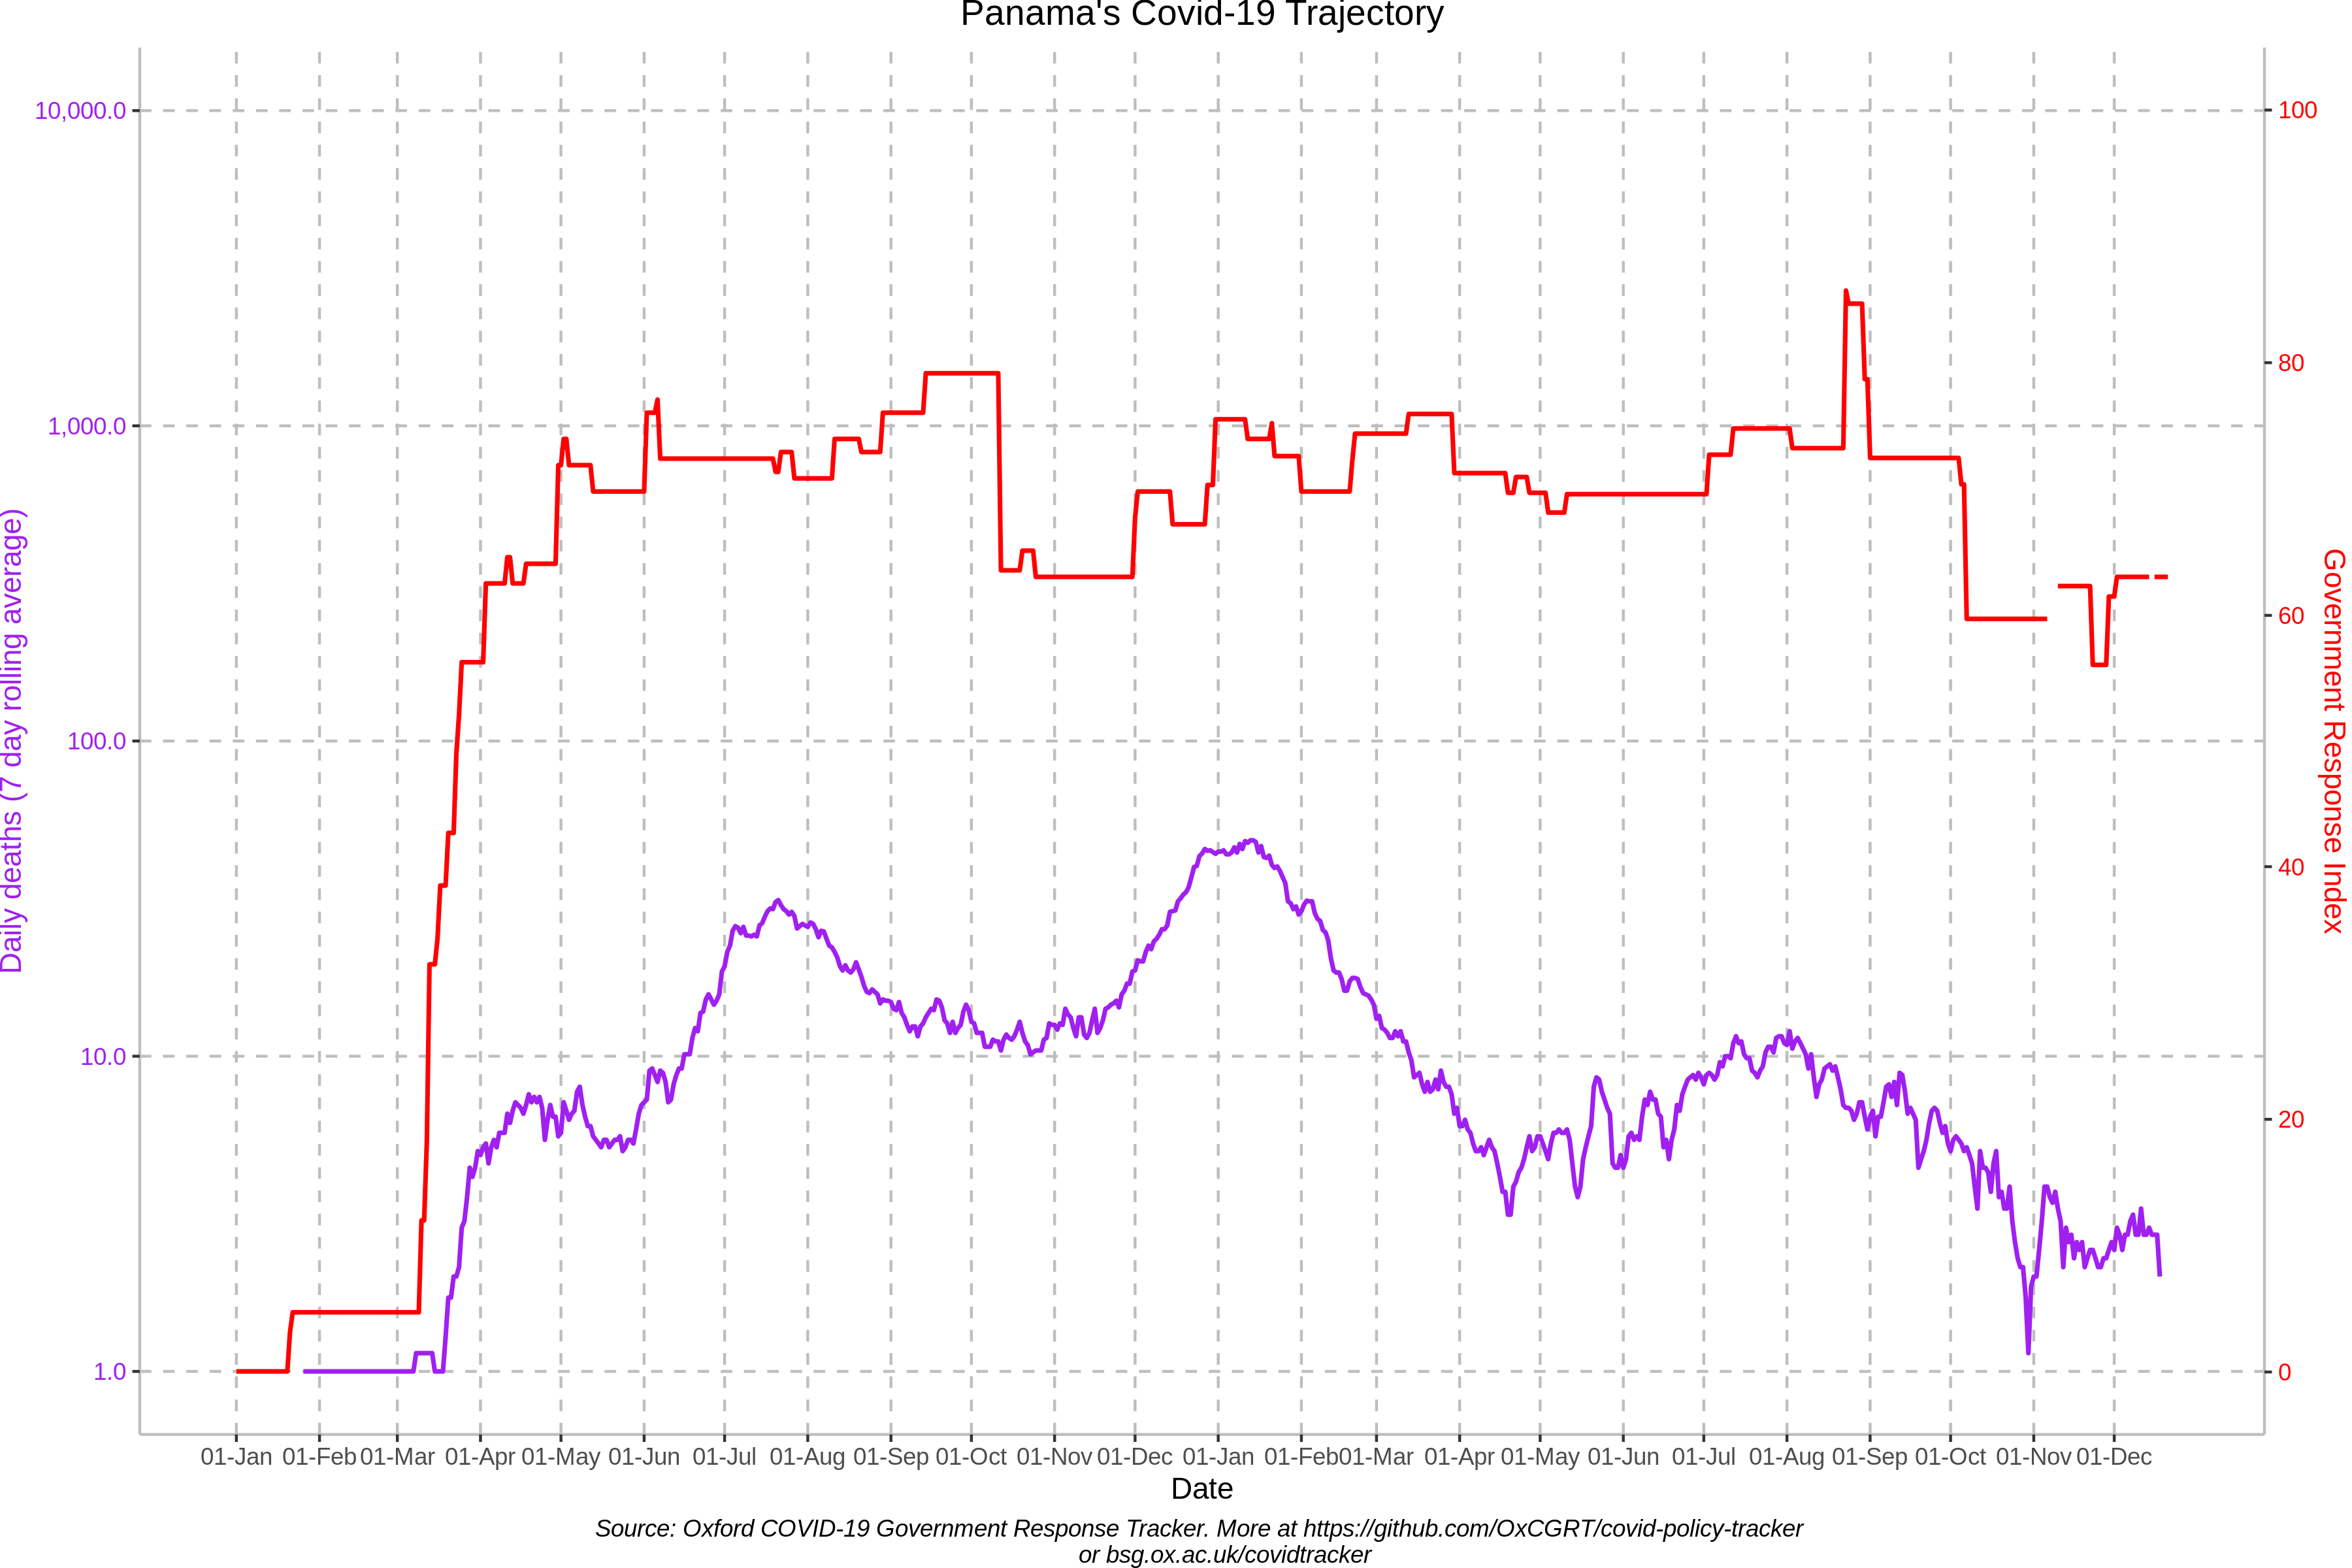 Panama's Covid-19 Trajectory
10,000.0
1,000.0
100.0
10.0
1.0
Daily deaths (7 day rolling average)
100
80
60
40
20
0
Government Response Index
01-Jan 01-Feb 01-Mar 01-Apr 01-May 01-Jun 01-Jul 01-Aug 01-Sep 01-Oct 01-Nov 01-Dec 01-Jan 01-Feb 01-Mar 01-Apr 01-May 01-Jun 01-Jul 01-Aug 01-Sep 01-Oct 01-Nov 01-Dec
Date
Source: Oxford COVID-19 Government Response Tracker. More at https://github.com/OxCGRT/covid-policy-tracker
or bsg.ox.ac.uk/covidtracker